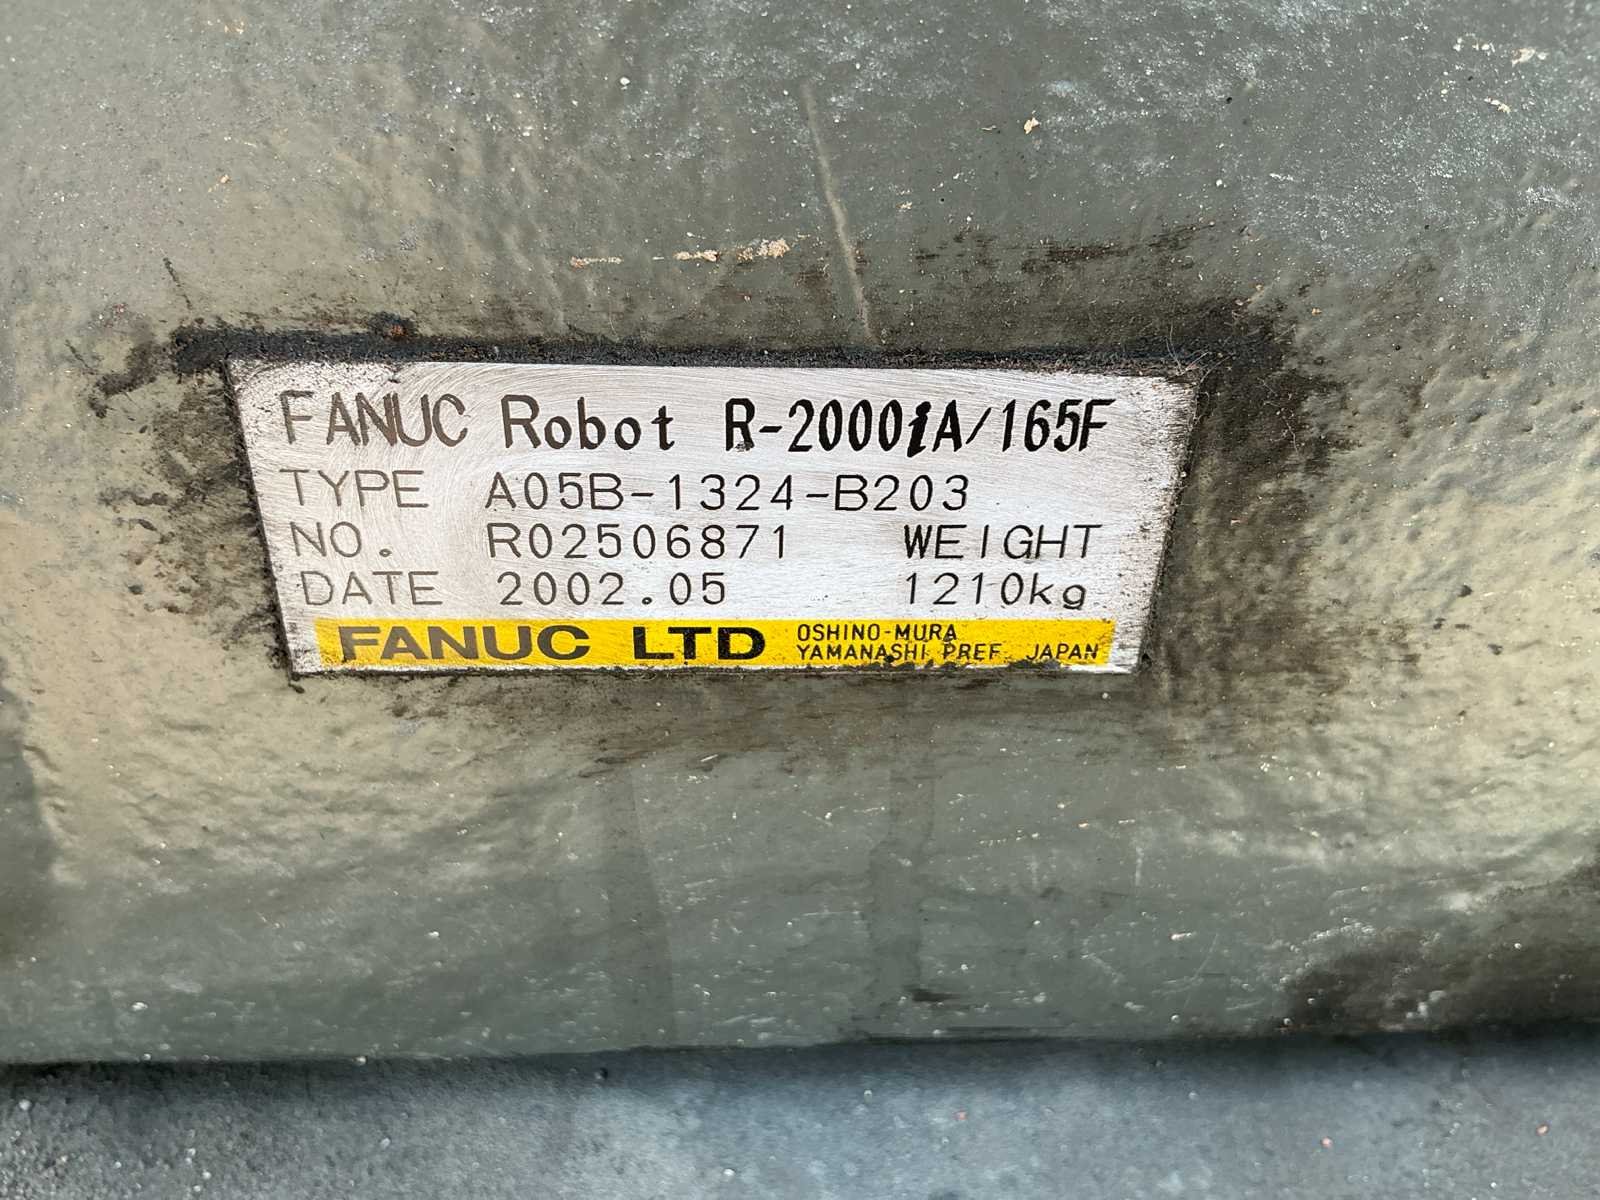 FANUC Robot R-2000iA/165F
TYPE A05B-1324-B203
NO. R02506871 WEIGHT
DATE 2002.05 1210kg
FANUC LTD OSHINO-MURA
YAMANASHI PREF. JAPAN